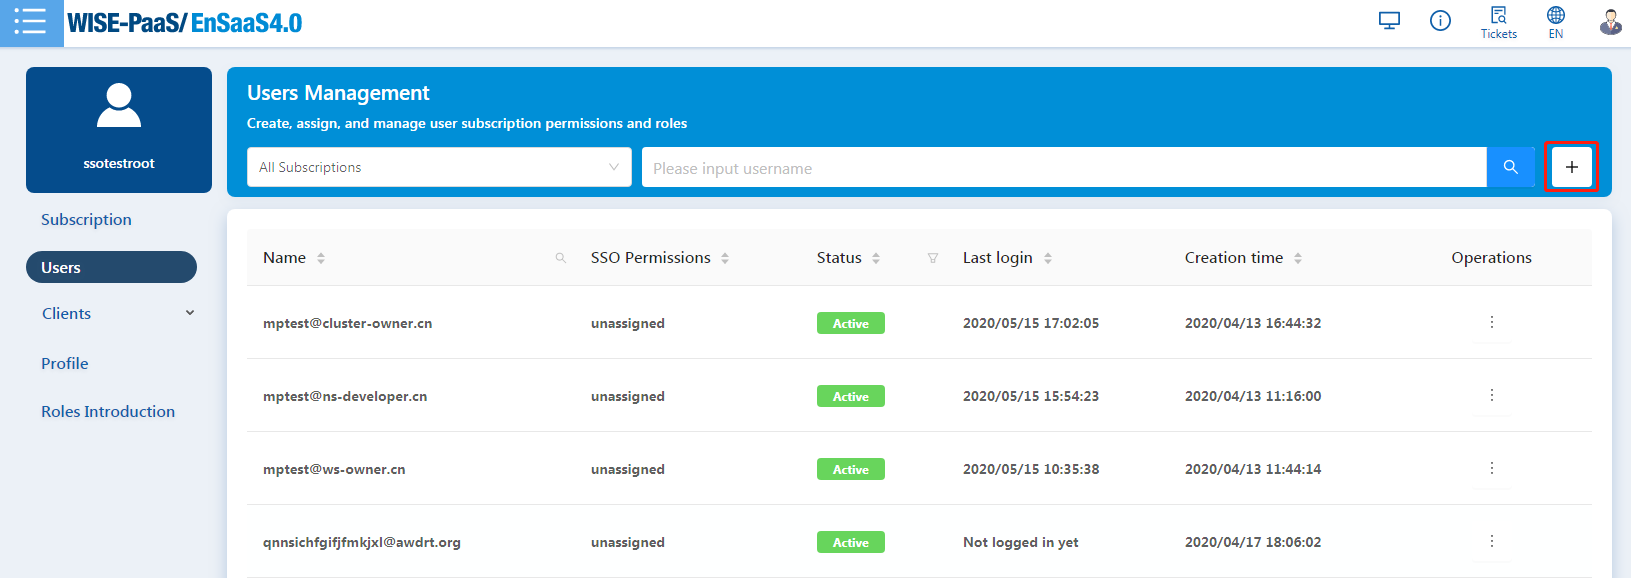 WISE-PaaS/ EnSaaS4.0
Tickets
EN
ssotestroot
Subscription
Users
Clients
Profile
Roles Introduction
Users Management
Create, assign, and manage user subscription permissions and roles
All Subscriptions
Please input username
Name SSO Permissions Status Last login Creation time Operations
mptest@cluster-owner.cn unassigned Active 2020/05/15 17:02:05 2020/04/13 16:44:32
mptest@ns-developer.cn unassigned Active 2020/05/15 15:54:23 2020/04/13 11:16:00
mptest@ws-owner.cn unassigned Active 2020/05/15 10:35:38 2020/04/13 11:44:14
qnnsichfgifjfmkjxl@awdrt.org unassigned Active Not logged in yet 2020/04/17 18:06:02